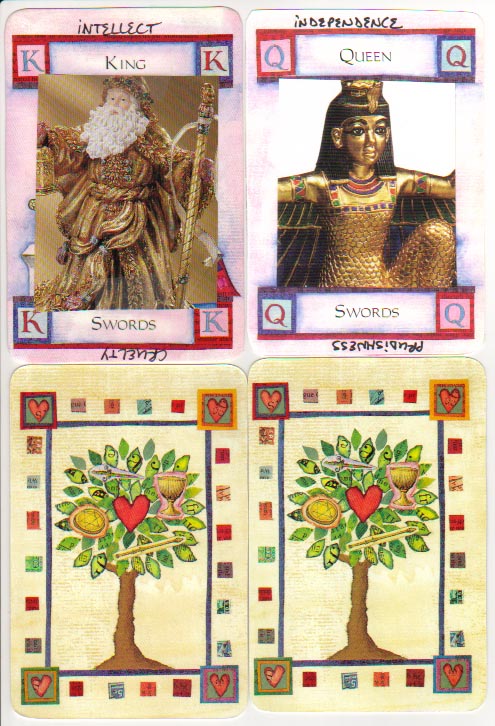 INTELLECT
K KING K
K SWORDS K
CRUELTY
INDEPENDENCE
Q QUEEN Q
Q SWORDS Q
PRUDISHNESS